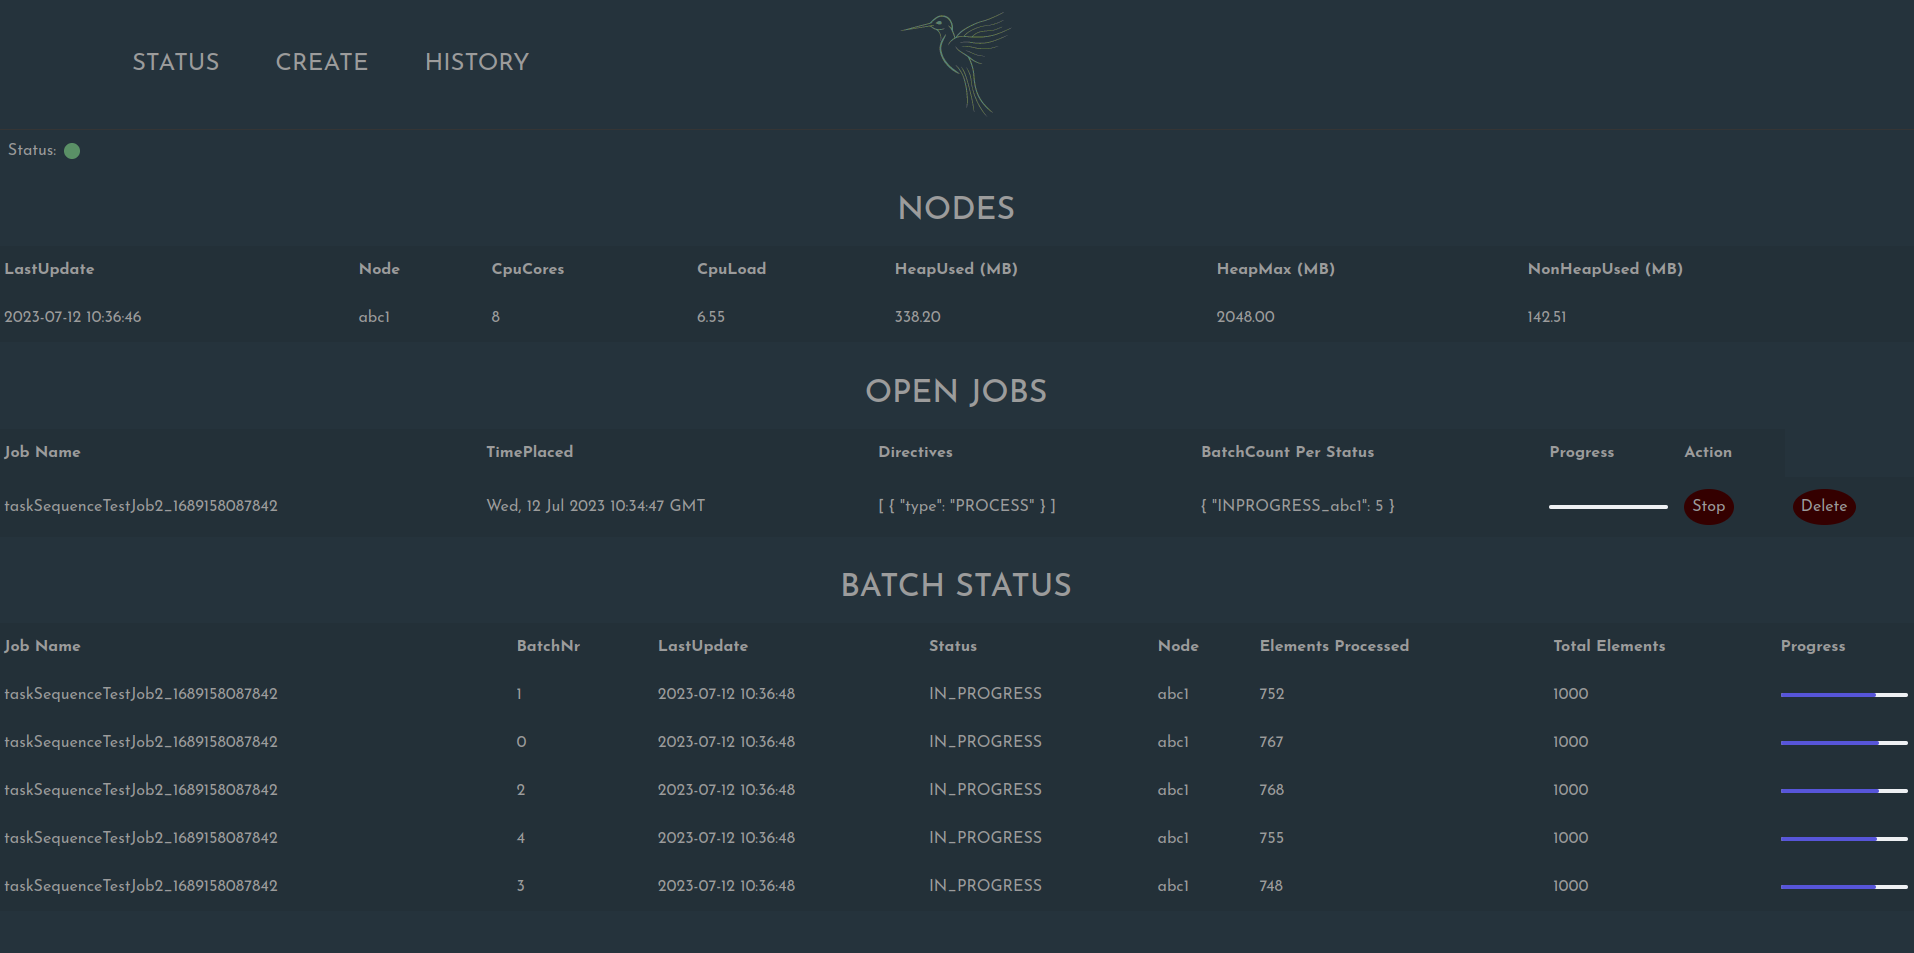 STATUS CREATE HISTORY
Status:
NODES
LastUpdate Node CpuCores CpuLoad HeapUsed (MB) HeapMax (MB) NonHeapUsed (MB)
2023-07-12 10:36:46 abc1 8 6.55 338.20 2048.00 142.51
OPEN JOBS
Job Name TimePlaced Directives BatchCount Per Status Progress Action
taskSequenceTestJob2_1689158087842 Wed, 12 Jul 2023 10:34:47 GMT [ { "type": "PROCESS" } ] { "INPROGRESS_abc1": 5 } Stop Delete
BATCH STATUS
Job Name BatchNr LastUpdate Status Node Elements Processed Total Elements Progress
taskSequenceTestJob2_1689158087842 1 2023-07-12 10:36:48 IN_PROGRESS abc1 752 1000
taskSequenceTestJob2_1689158087842 0 2023-07-12 10:36:48 IN_PROGRESS abc1 767 1000
taskSequenceTestJob2_1689158087842 2 2023-07-12 10:36:48 IN_PROGRESS abc1 768 1000
taskSequenceTestJob2_1689158087842 4 2023-07-12 10:36:48 IN_PROGRESS abc1 755 1000
taskSequenceTestJob2_1689158087842 3 2023-07-12 10:36:48 IN_PROGRESS abc1 748 1000